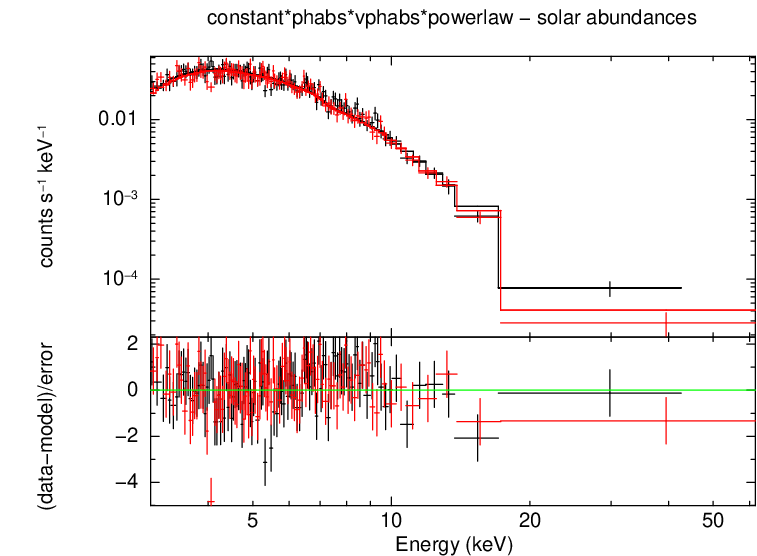 constant*phabs*vphabs*powerlaw − solar abundances
counts s⁻¹ keV⁻¹
0.01
10⁻³
10⁻⁴
(data−model)/error
2
0
−2
−4
5 10 20 50
Energy (keV)